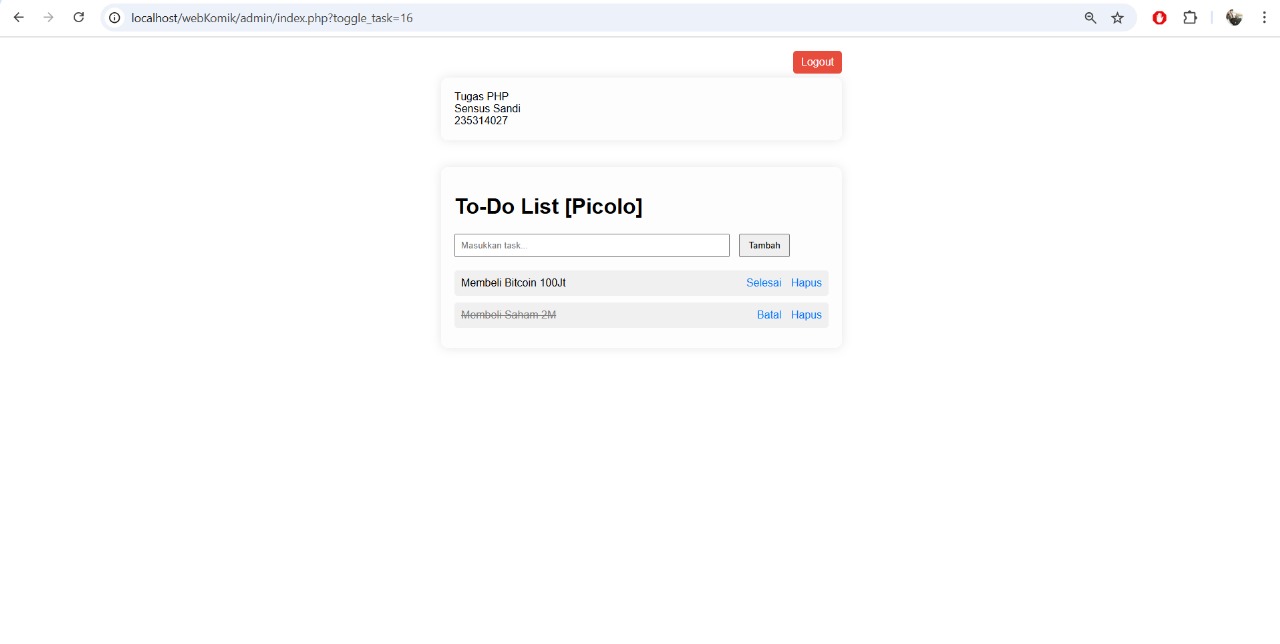 localhost/webKomik/admin/index.php?toggle_task=16
Logout
Tugas PHP
Sensus Sandi
235314027
To-Do List [Picolo]
Masukkan task...
Tambah
Membeli Bitcoin 100Jt Selesai Hapus
Memboli Saham 2M Batal Hapus